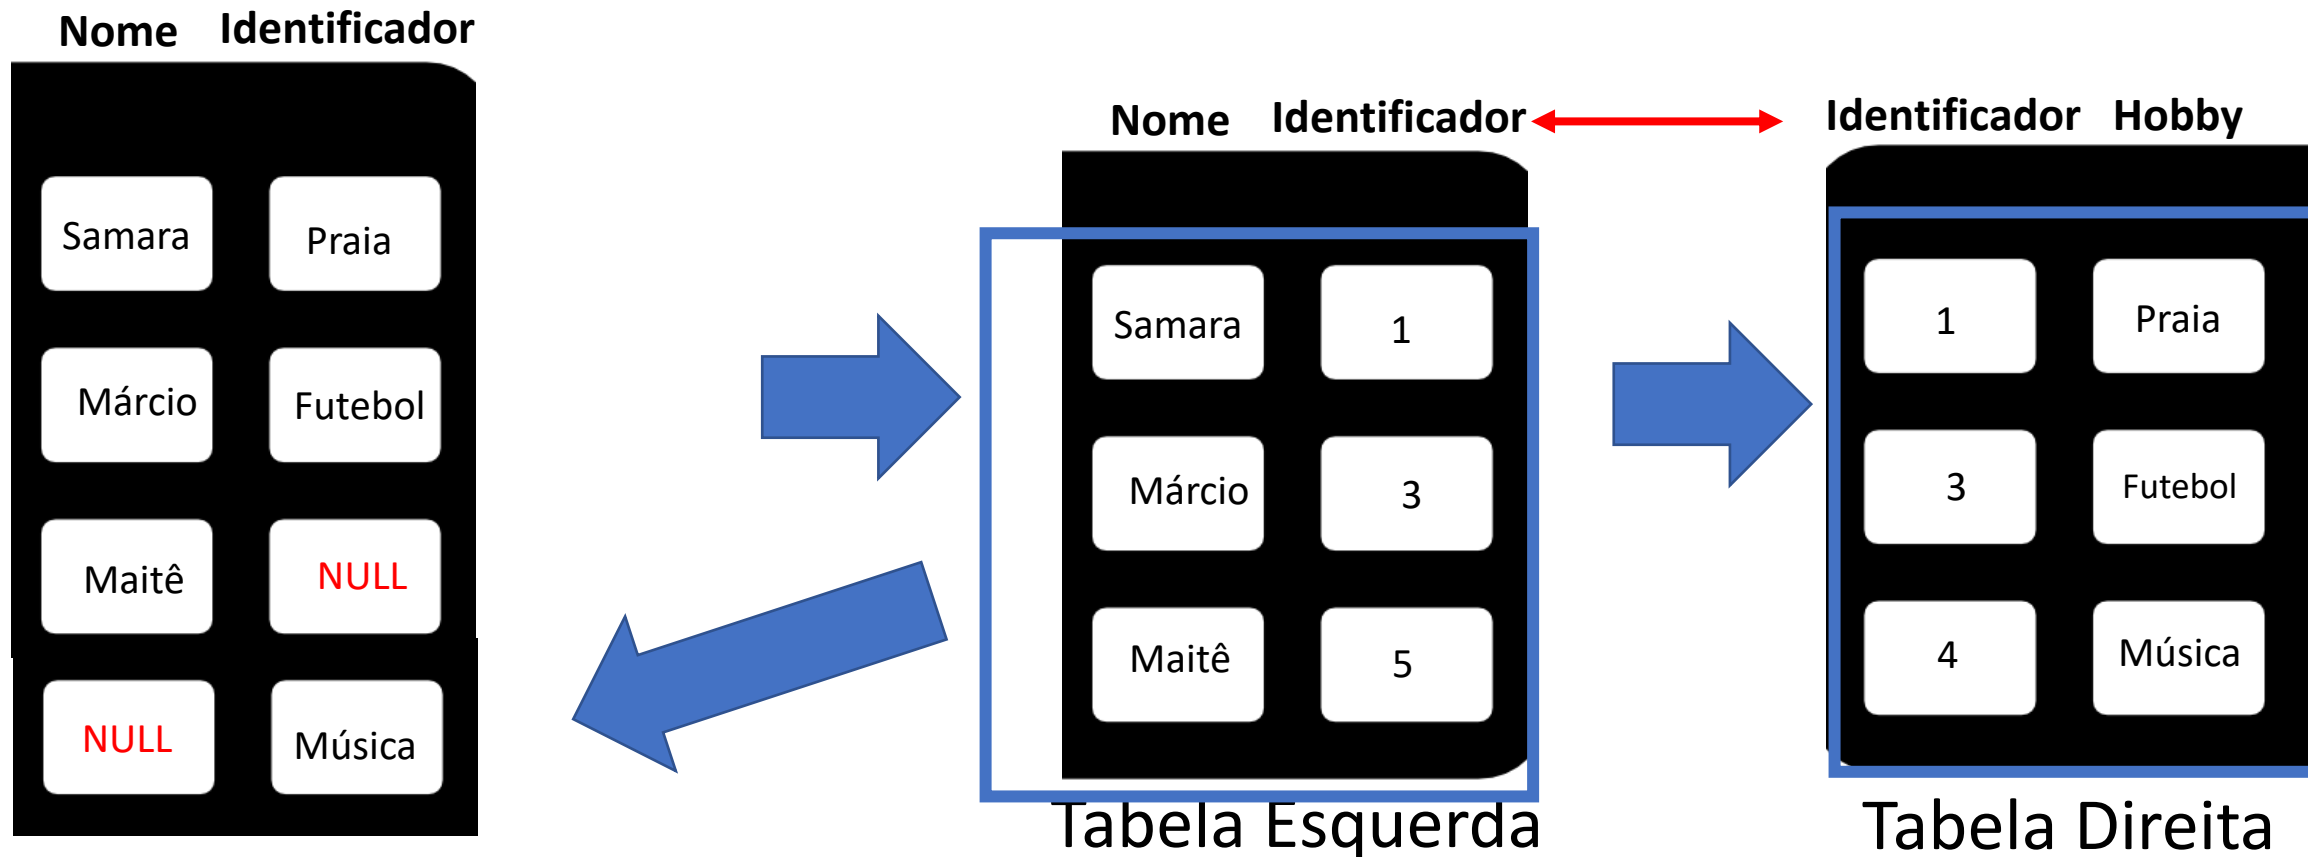 Nome Identificador
Samara Praia
Márcio Futebol
Maitê NULL
NULL Música
Nome Identificador
Samara 1
Márcio 3
Maitê 5
Tabela Esquerda
Identificador Hobby
1 Praia
3 Futebol
4 Música
Tabela Direita